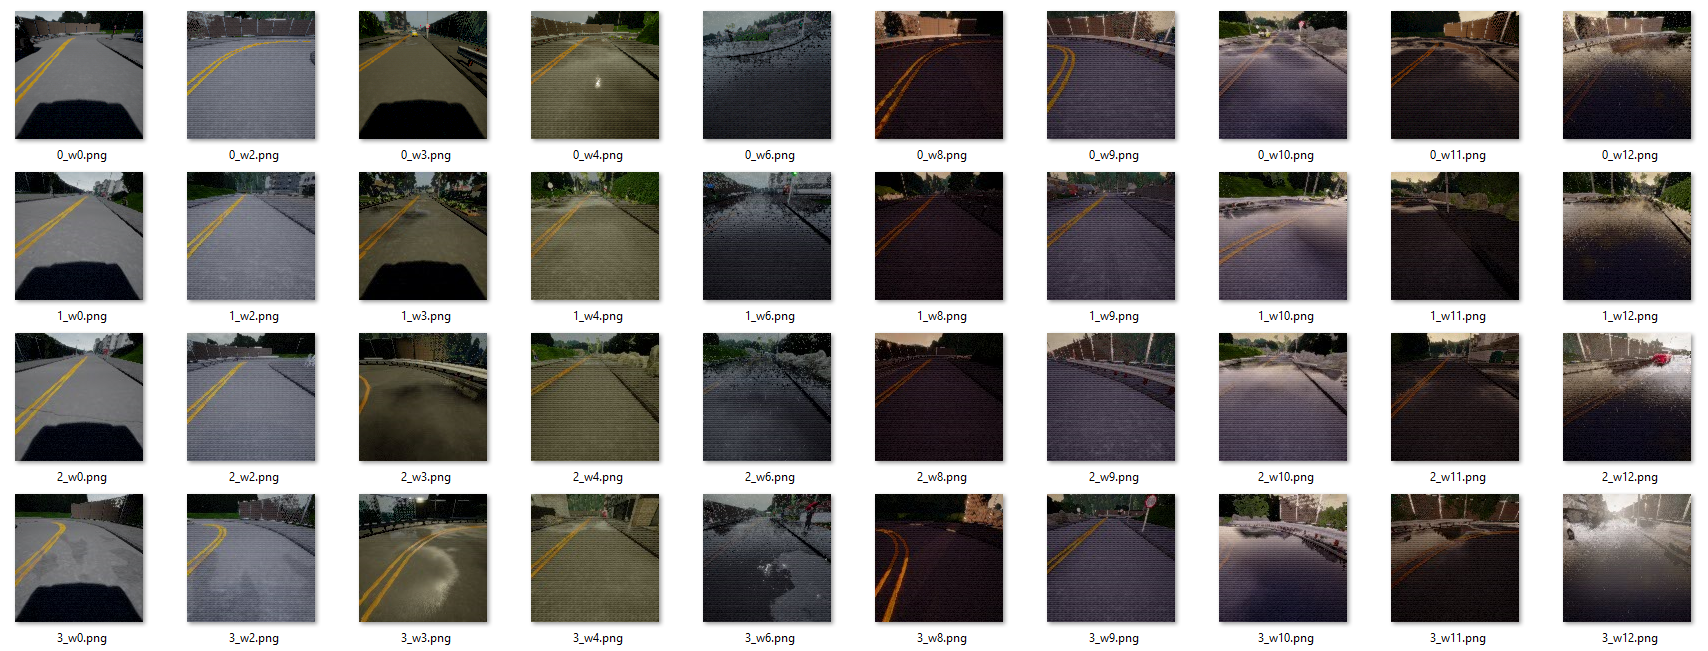 0_w0.png 0_w2.png 0_w3.png 0_w4.png 0_w6.png 0_w8.png 0_w9.png 0_w10.png 0_w11.png 0_w12.png
1_w0.png 1_w2.png 1_w3.png 1_w4.png 1_w6.png 1_w8.png 1_w9.png 1_w10.png 1_w11.png 1_w12.png
2_w0.png 2_w2.png 2_w3.png 2_w4.png 2_w6.png 2_w8.png 2_w9.png 2_w10.png 2_w11.png 2_w12.png
3_w0.png 3_w2.png 3_w3.png 3_w4.png 3_w6.png 3_w8.png 3_w9.png 3_w10.png 3_w11.png 3_w12.png